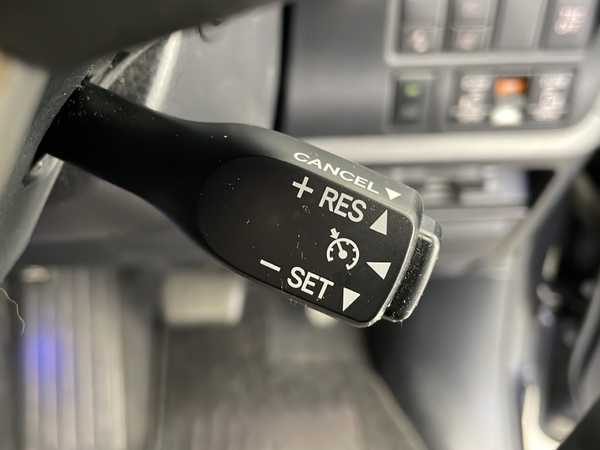 CANCEL
+ RES
- SET